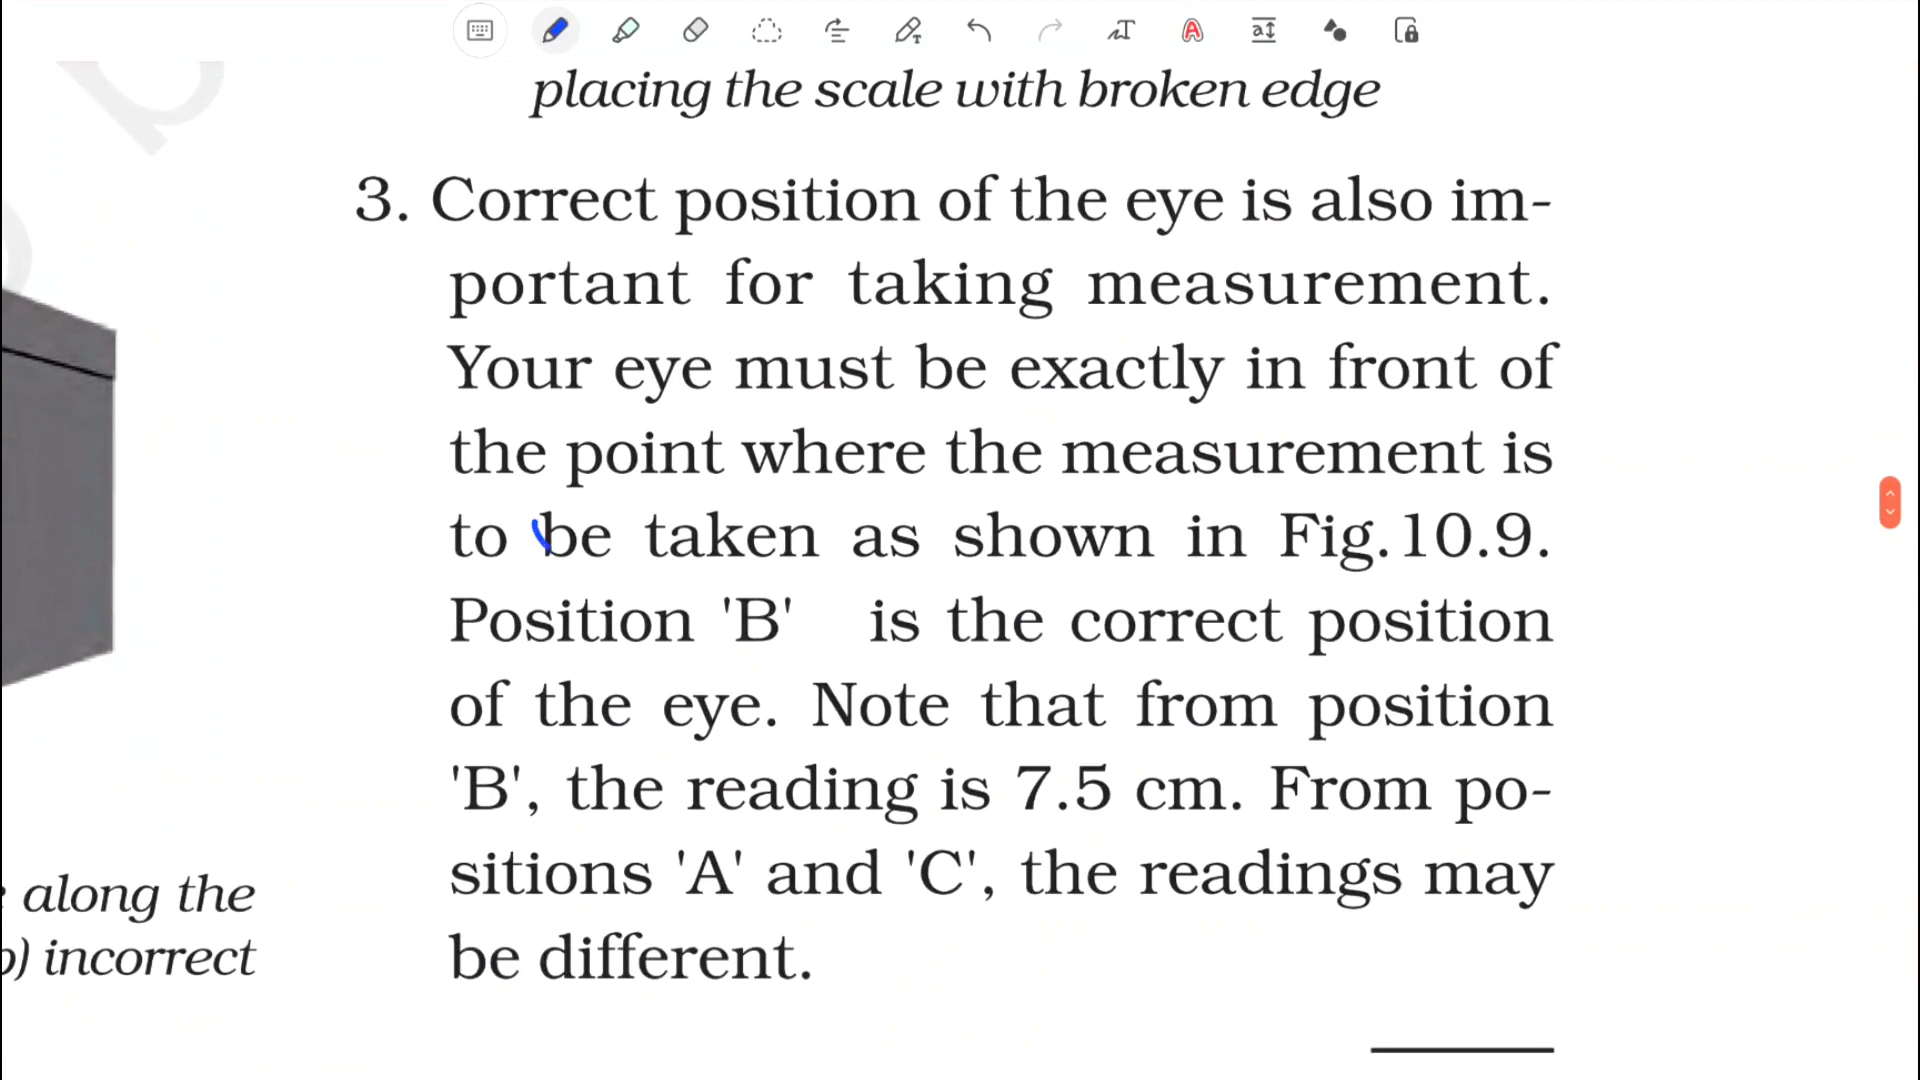 placing the scale with broken edge
3. Correct position of the eye is also im-
portant for taking measurement.
Your eye must be exactly in front of
the point where the measurement is
to be taken as shown in Fig.10.9.
Position 'B' is the correct position
of the eye. Note that from position
'B', the reading is 7.5 cm. From po-
sitions 'A' and 'C', the readings may
be different.
along the
b) incorrect